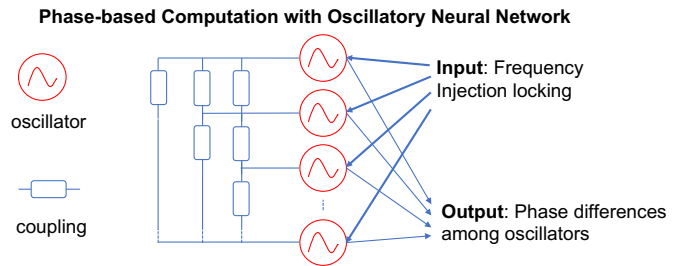 Phase-based Computation with Oscillatory Neural Network
oscillator
coupling
Input: Frequency
Injection locking
Output: Phase differences
among oscillators